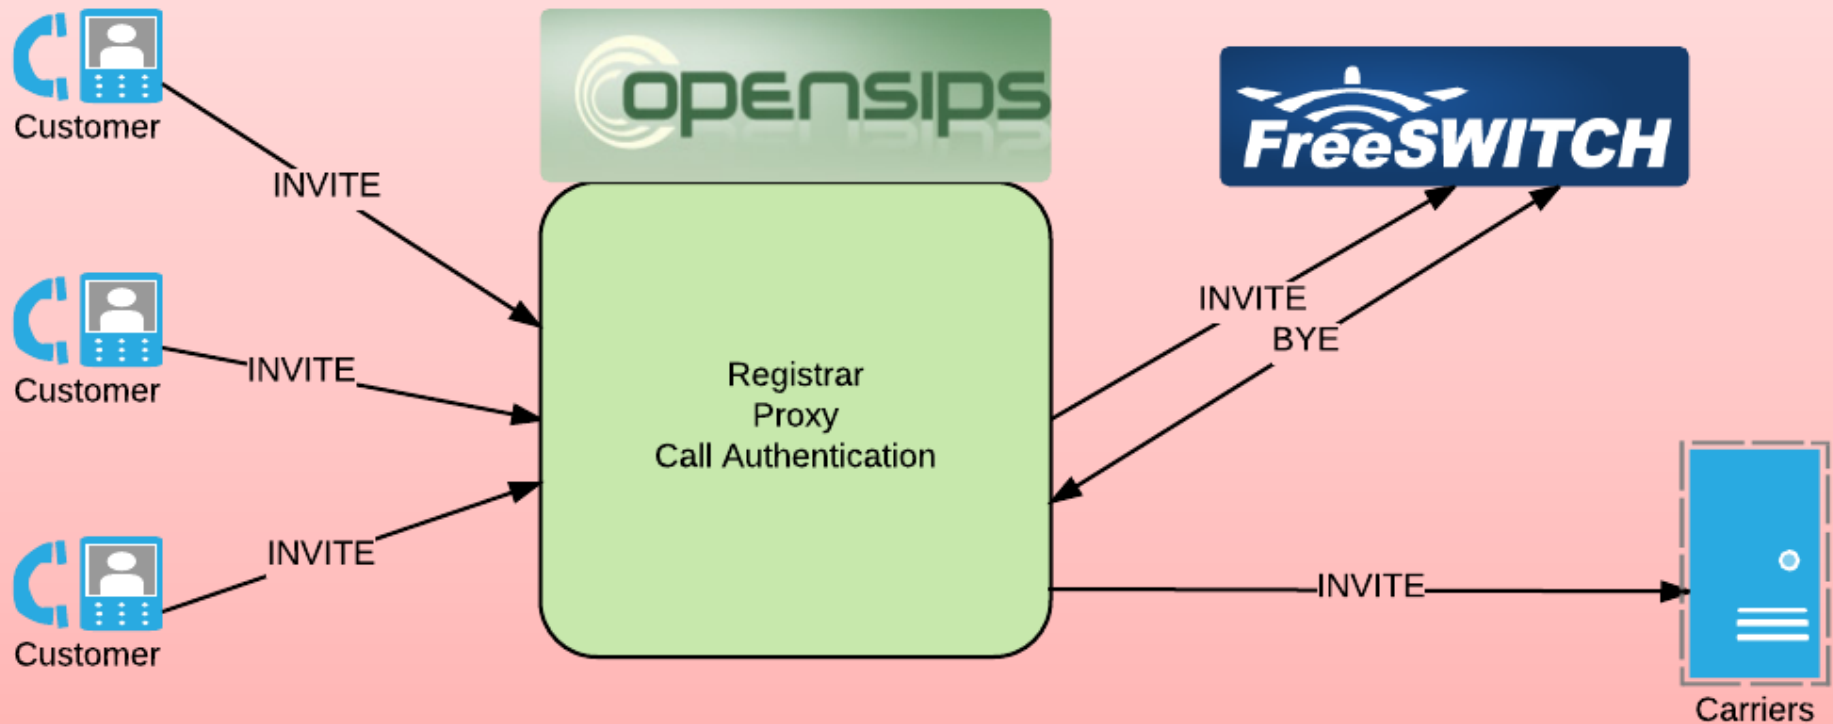 opensips
FreeSWITCH
Customer
INVITE
Customer
INVITE
Customer
INVITE
Registrar
Proxy
Call Authentication
INVITE
BYE
INVITE
Carriers